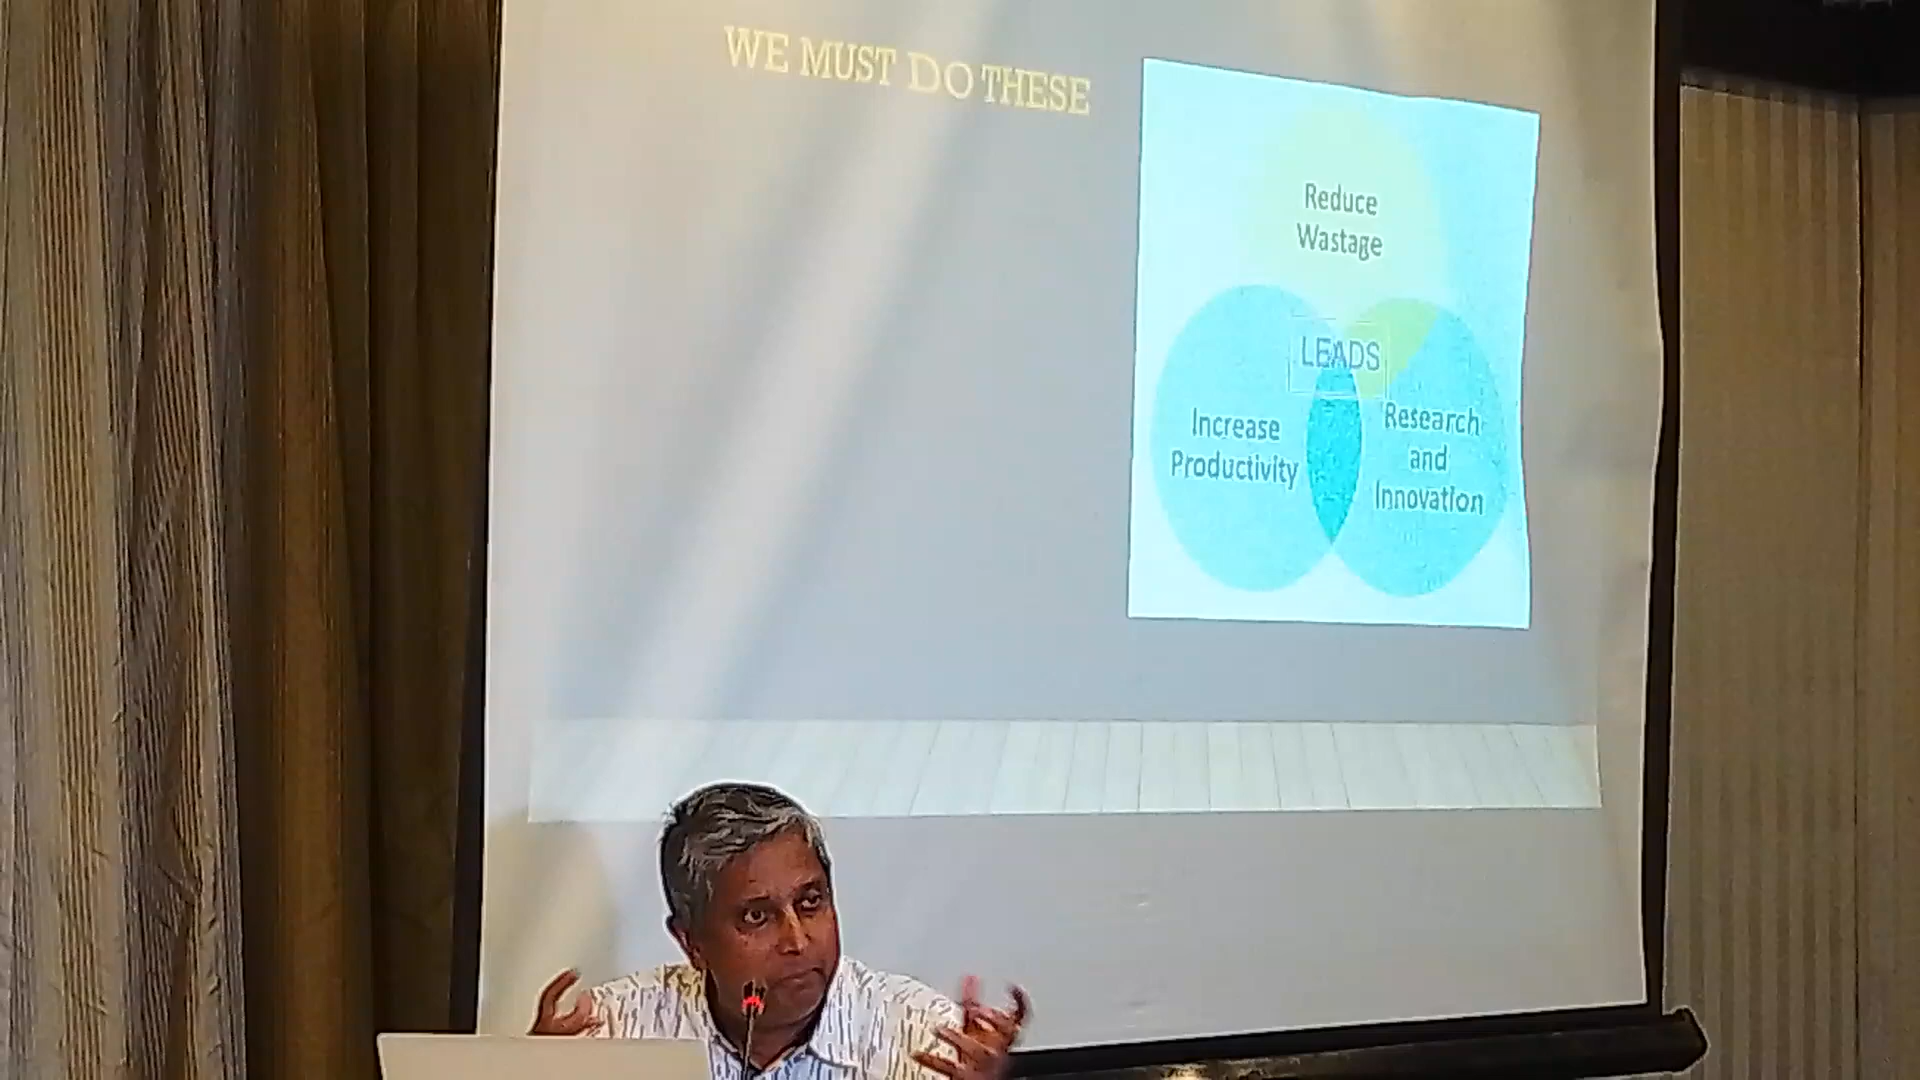 WE MUST DO THESE
Reduce
Wastage
LEADS
Increase
Productivity
Research
and
Innovation